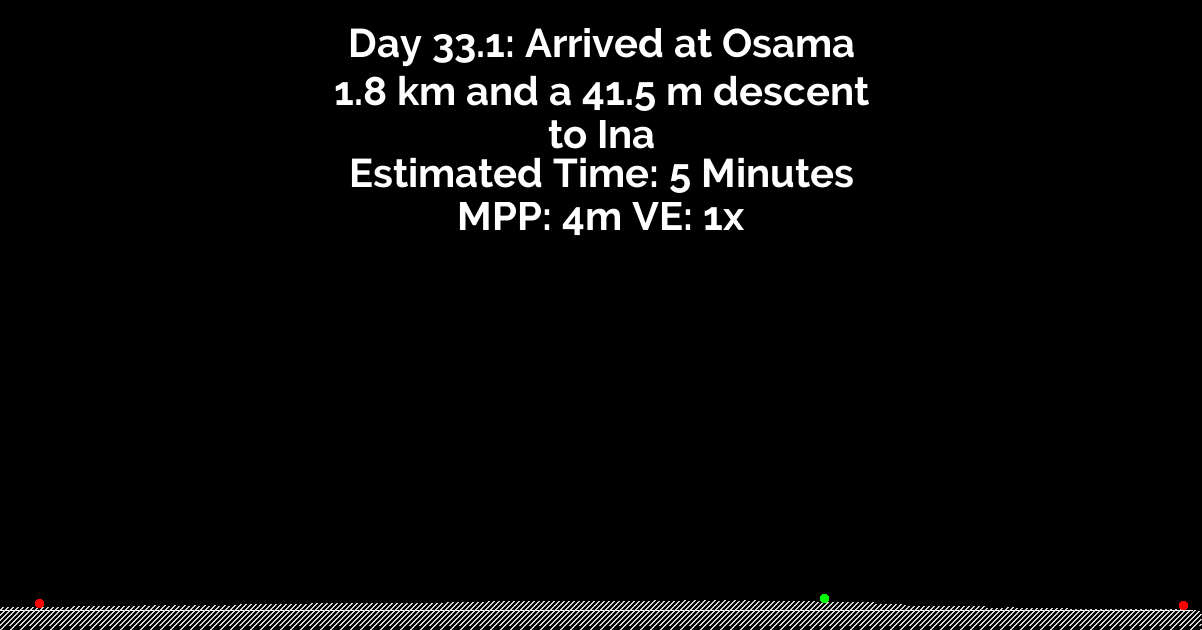 Day 33.1: Arrived at Osama
1.8 km and a 41.5 m descent
to Ina
Estimated Time: 5 Minutes
MPP: 4m VE: 1x